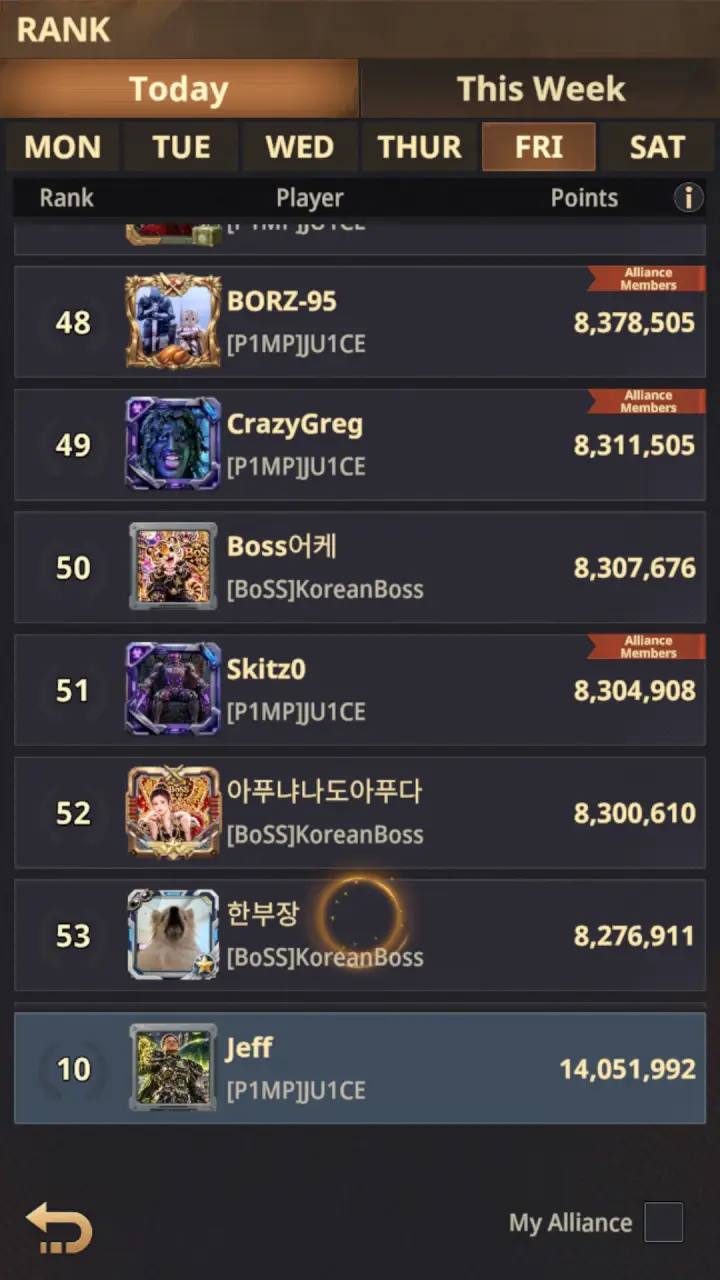 RANK
Today
This Week
MON TUE WED THUR FRI SAT
Rank Player Points
[P1MP]JU1CE
Alliance
Members
48
BORZ-95
[P1MP]JU1CE
8,378,505
Alliance
Members
49
CrazyGreg
[P1MP]JU1CE
8,311,505
50
Boss어케
[BoSS]KoreanBoss
8,307,676
Alliance
Members
51
Skitz0
[P1MP]JU1CE
8,304,908
52
아푸냐나도아푸다
[BoSS]KoreanBoss
8,300,610
53
한부장
[BoSS]KoreanBoss
8,276,911
10
Jeff
[P1MP]JU1CE
14,051,992
My Alliance